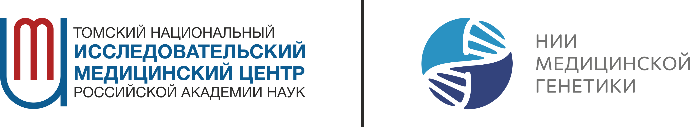 ТОМСКИЙ НАЦИОНАЛЬНЫЙ
ИССЛЕДОВАТЕЛЬСКИЙ
МЕДИЦИНСКИЙ ЦЕНТР
РОССИЙСКОЙ АКАДЕМИИ НАУК
НИИ
МЕДИЦИНСКОЙ
ГЕНЕТИКИ